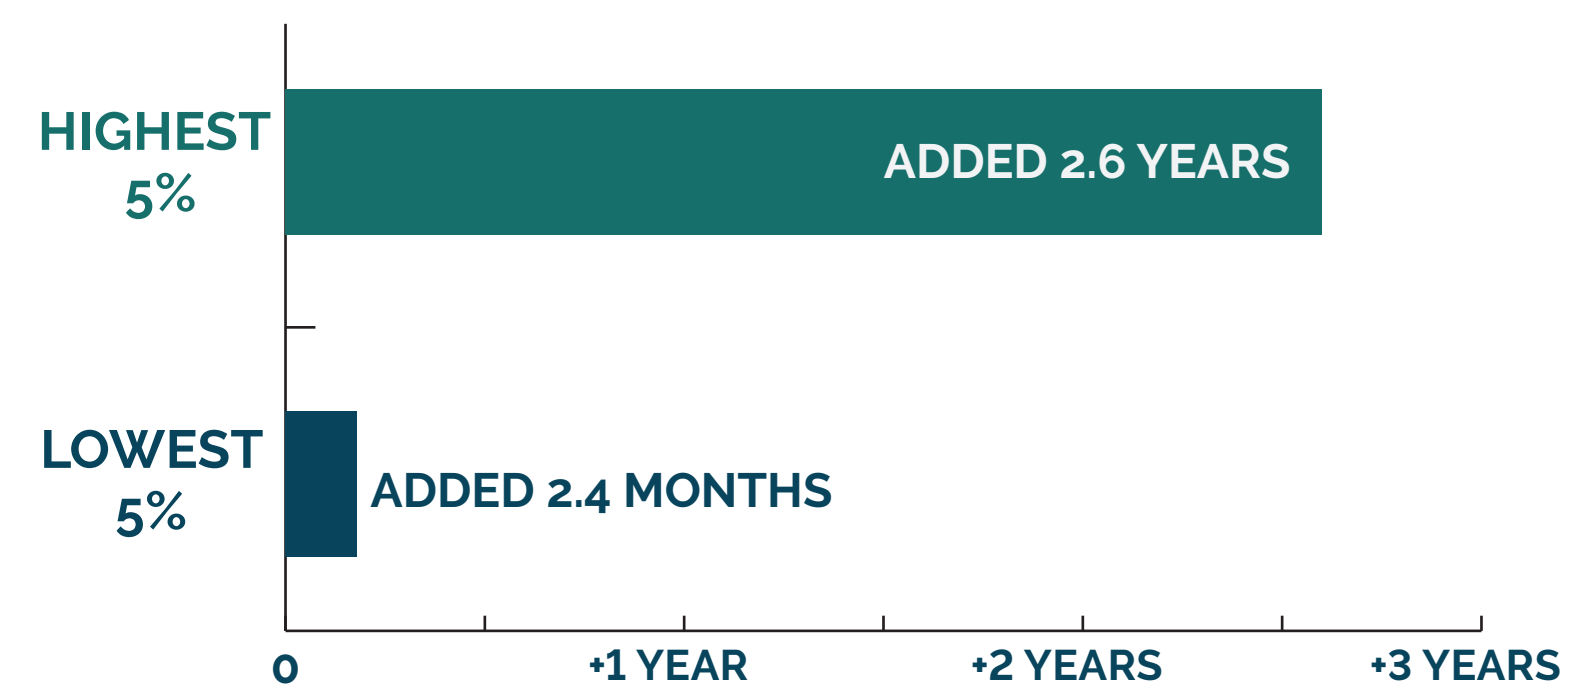 HIGHEST
5%
ADDED 2.6 YEARS
LOWEST
5%
ADDED 2.4 MONTHS
0
+1 YEAR
+2 YEARS
+3 YEARS